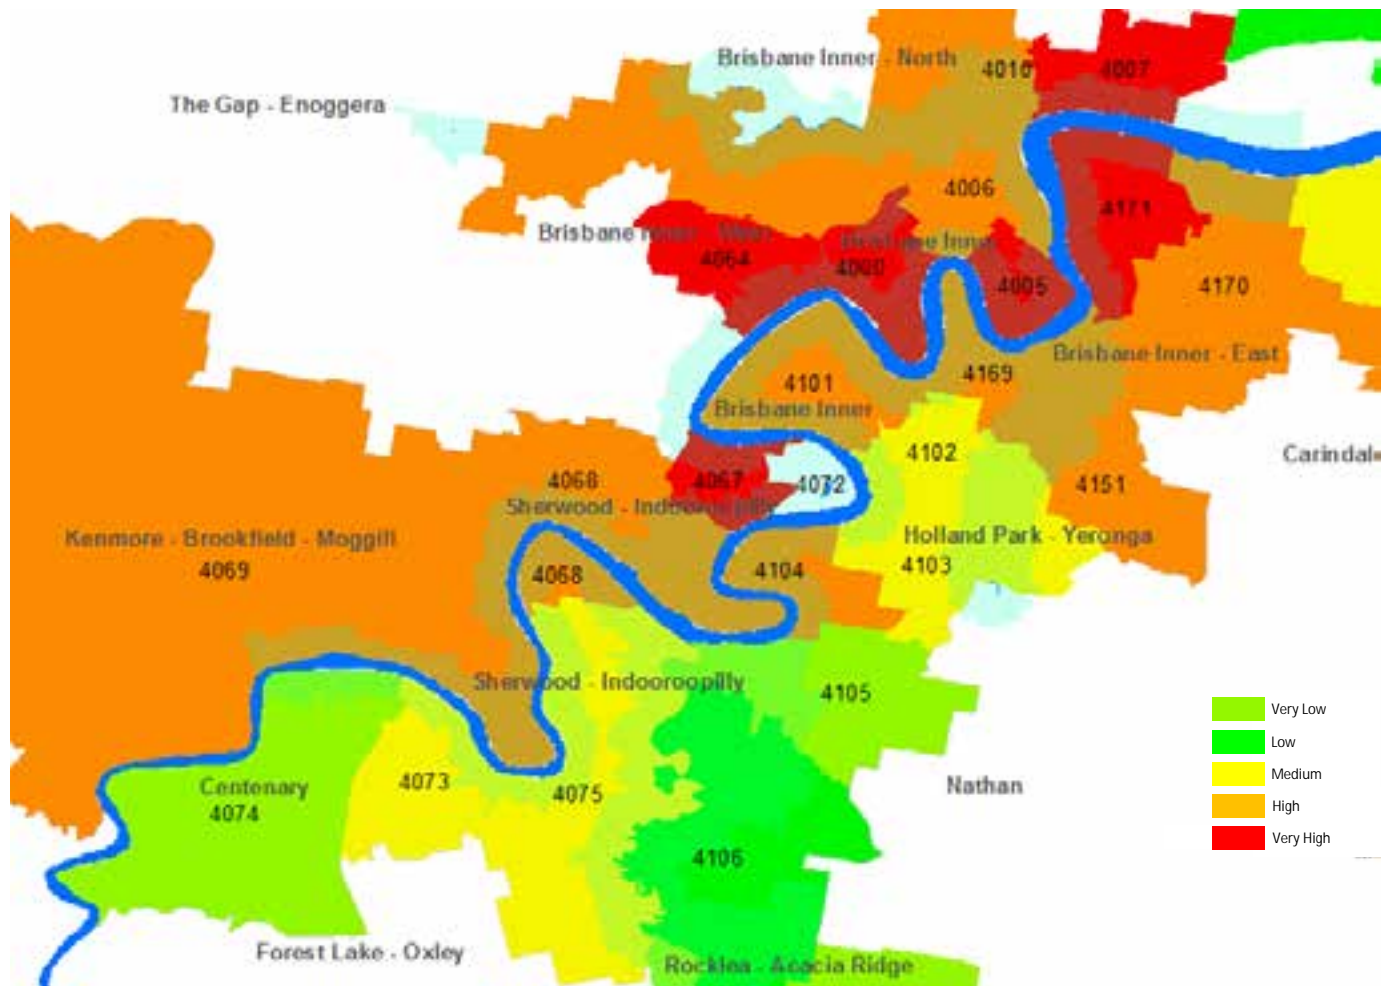 Brisbane Inner - North
4010
4007
The Gap - Enoggera
4006
4171
Brisbane Inner - West
Brisbane Inner
4064
4000
4005
4170
Brisbane Inner - East
4101
4169
Brisbane Inner
4102
Carindale
4068
4067
4072
4151
Sherwood - Indooroopilly
Kenmore - Brookfield - Moggill
Holland Park - Yeronga
4069
4068
4104
4103
Sherwood - Indooroopilly
4105
Very Low
Low
Centenary
4073
4075
Nathan
Medium
4074
High
Very High
4106
Forest Lake - Oxley
Rocklea - Acacia Ridge